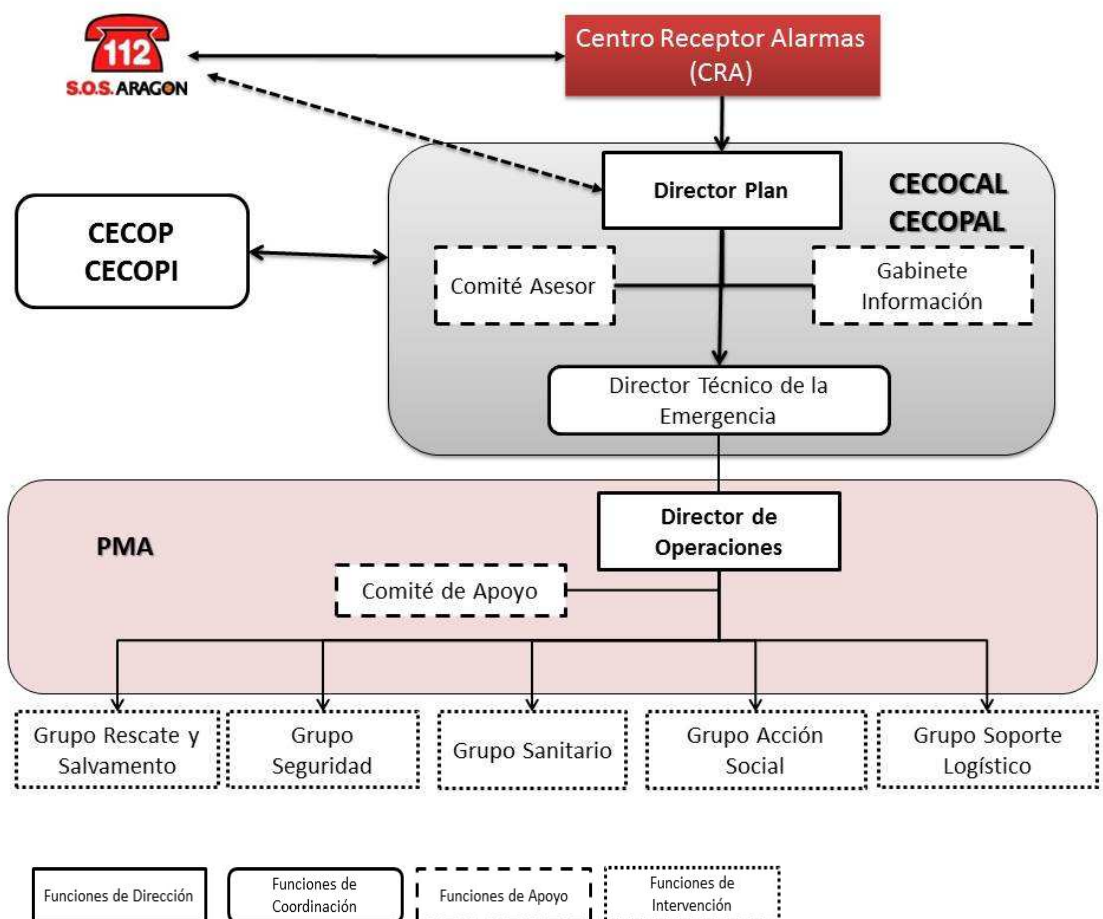 112
S.O.S. ARAGON
Centro Receptor Alarmas
(CRA)
Director Plan
CECOCAL
CECOPAL
CECOP
CECOPI
Comité Asesor
Gabinete
Información
Director Técnico de la
Emergencia
PMA
Director de
Operaciones
Comité de Apoyo
Grupo Rescate y
Salvamento
Grupo
Seguridad
Grupo Sanitario
Grupo Acción
Social
Grupo Soporte
Logístico
Funciones de Dirección
Funciones de
Coordinación
Funciones de Apoyo
Funciones de
Intervención